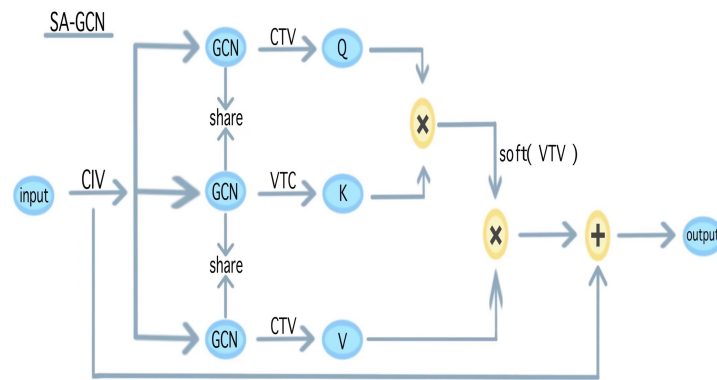 SA-GCN
GCN CTV Q
share
×
soft( VTV )
input CIV GCN VTC K
× + output
share
GCN CTV V